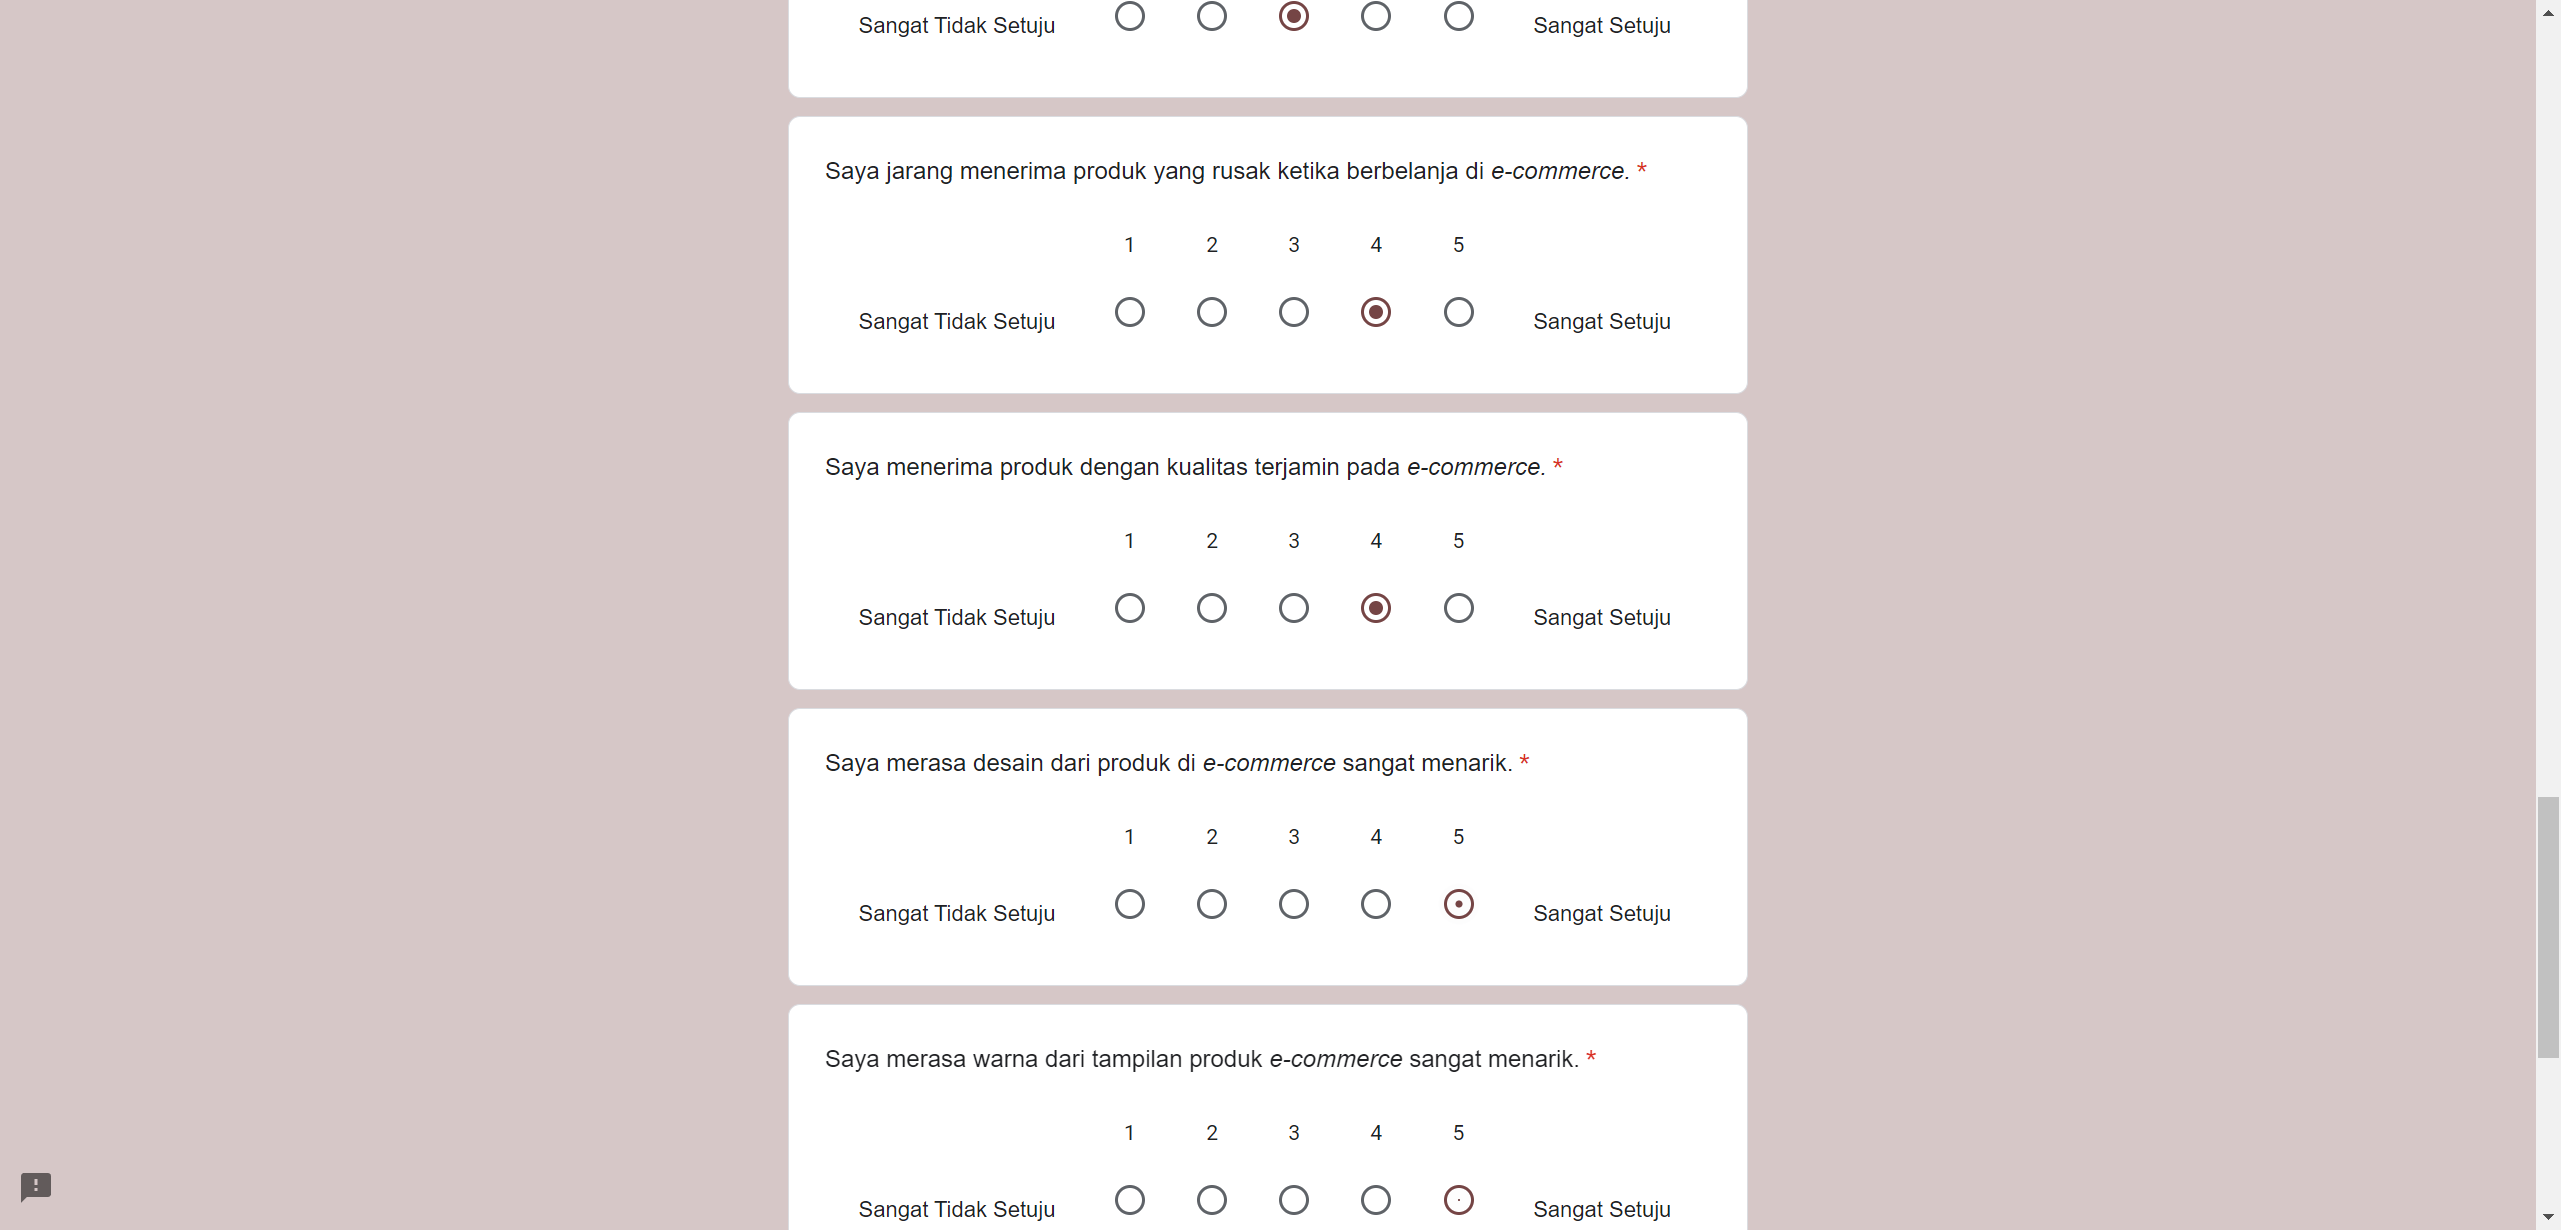 Sangat Tidak Setuju Sangat Setuju
Saya jarang menerima produk yang rusak ketika berbelanja di e-commerce. *
1 2 3 4 5
Sangat Tidak Setuju Sangat Setuju
Saya menerima produk dengan kualitas terjamin pada e-commerce. *
1 2 3 4 5
Sangat Tidak Setuju Sangat Setuju
Saya merasa desain dari produk di e-commerce sangat menarik. *
1 2 3 4 5
Sangat Tidak Setuju Sangat Setuju
Saya merasa warna dari tampilan produk e-commerce sangat menarik. *
1 2 3 4 5
Sangat Tidak Setuju Sangat Setuju